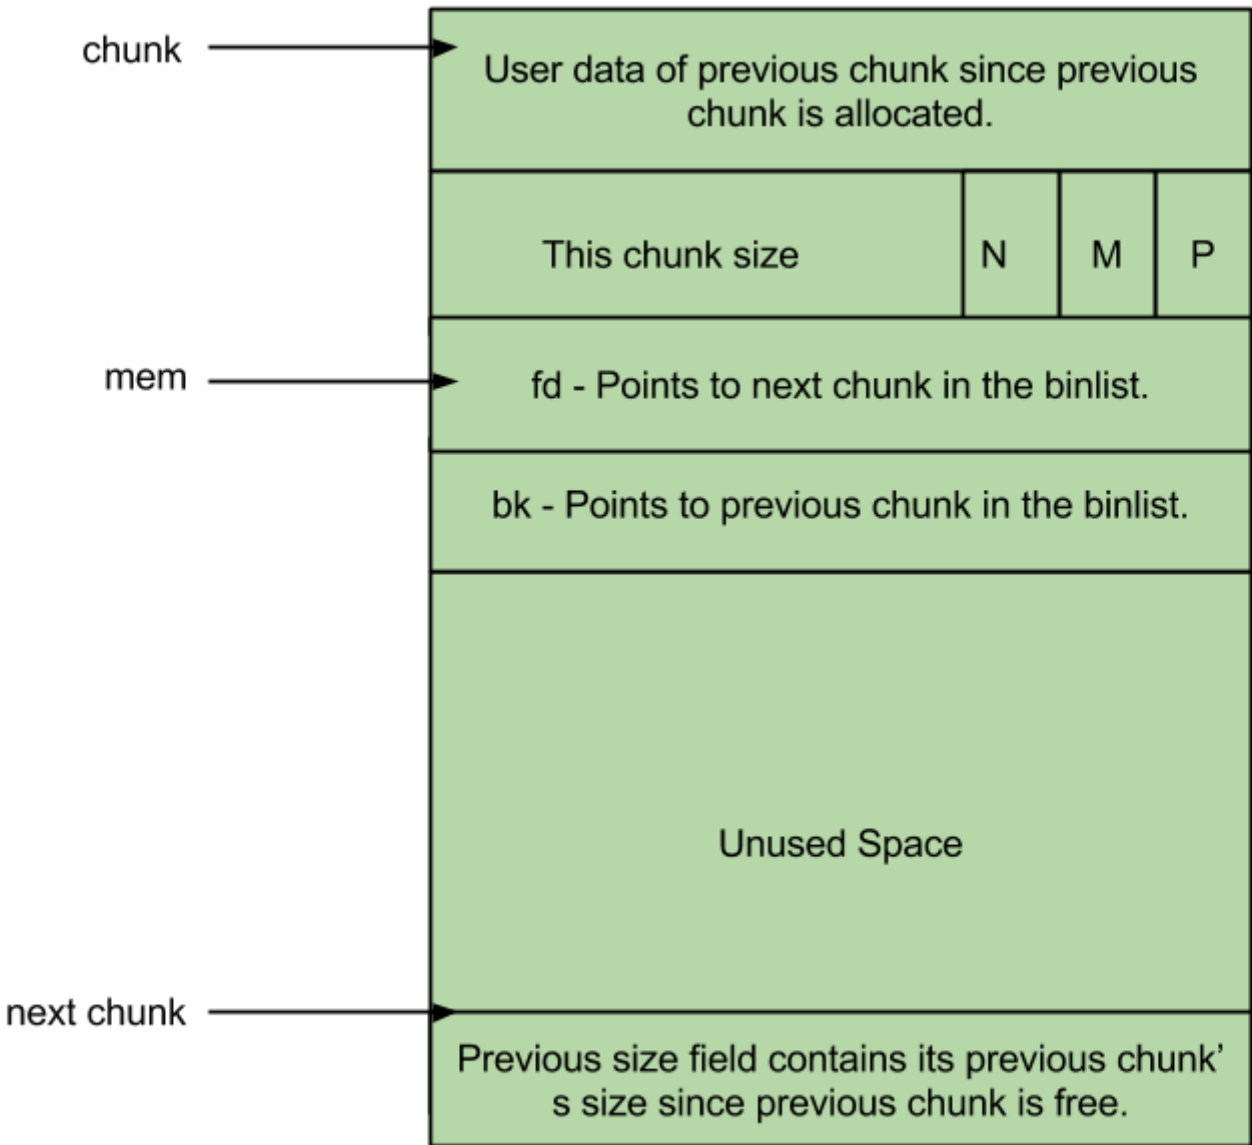 chunk
User data of previous chunk since previous
chunk is allocated.
This chunk size
N
M
P
mem
fd - Points to next chunk in the binlist.
bk - Points to previous chunk in the binlist.
Unused Space
next chunk
Previous size field contains its previous chunk’
s size since previous chunk is free.